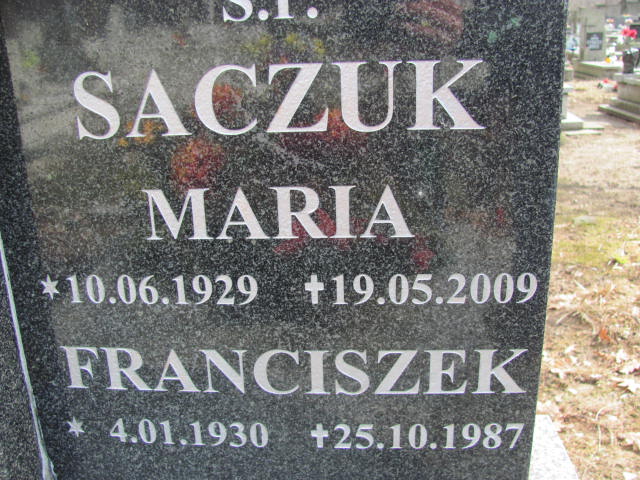 Ś.P.
SACZUK
MARIA
* 10.06.1929 ✝ 19.05.2009
FRANCISZEK
* 4.01.1930 ✝ 25.10.1987